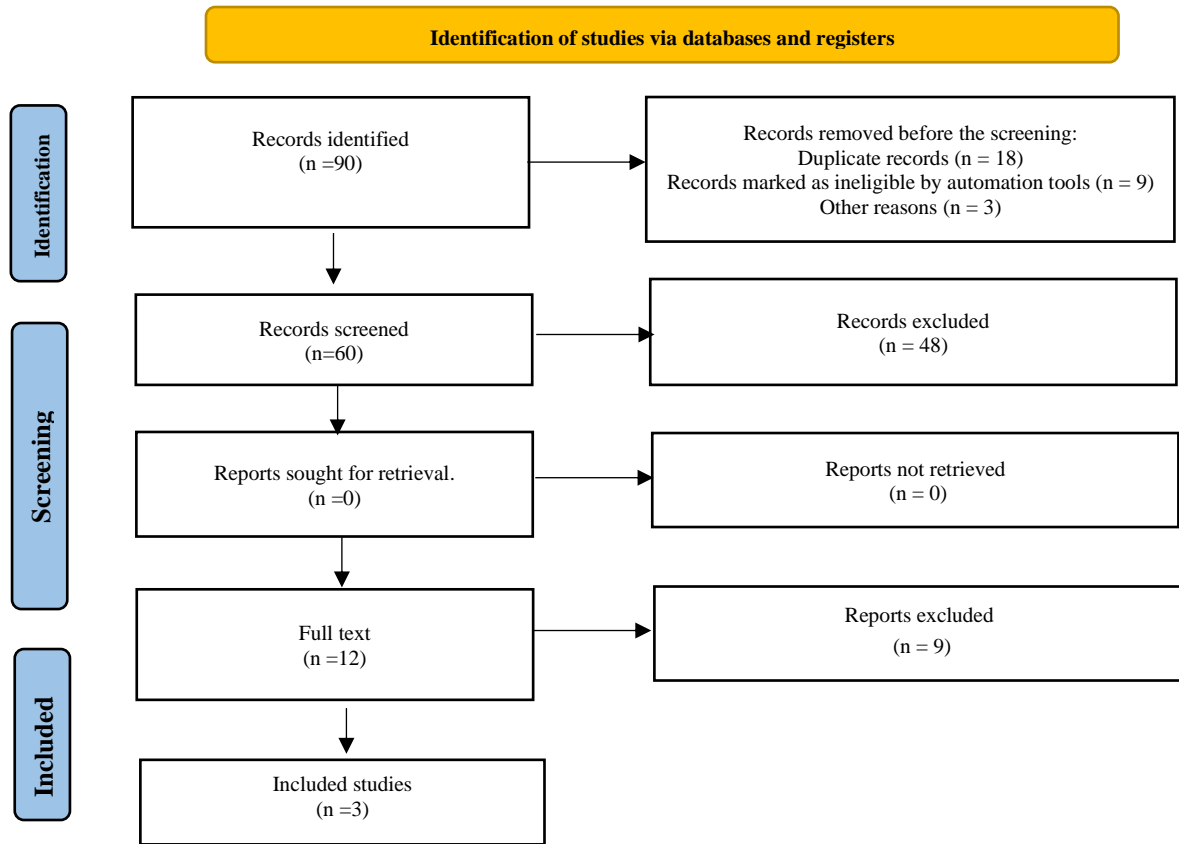 Identification of studies via databases and registers
Identification
Records identified
(n =90)
Records removed before the screening:
Duplicate records (n = 18)
Records marked as ineligible by automation tools (n = 9)
Other reasons (n = 3)
Screening
Records screened
(n=60)
Records excluded
(n = 48)
Reports sought for retrieval.
(n =0)
Reports not retrieved
(n = 0)
Full text
(n =12)
Reports excluded
(n = 9)
Included
Included studies
(n =3)